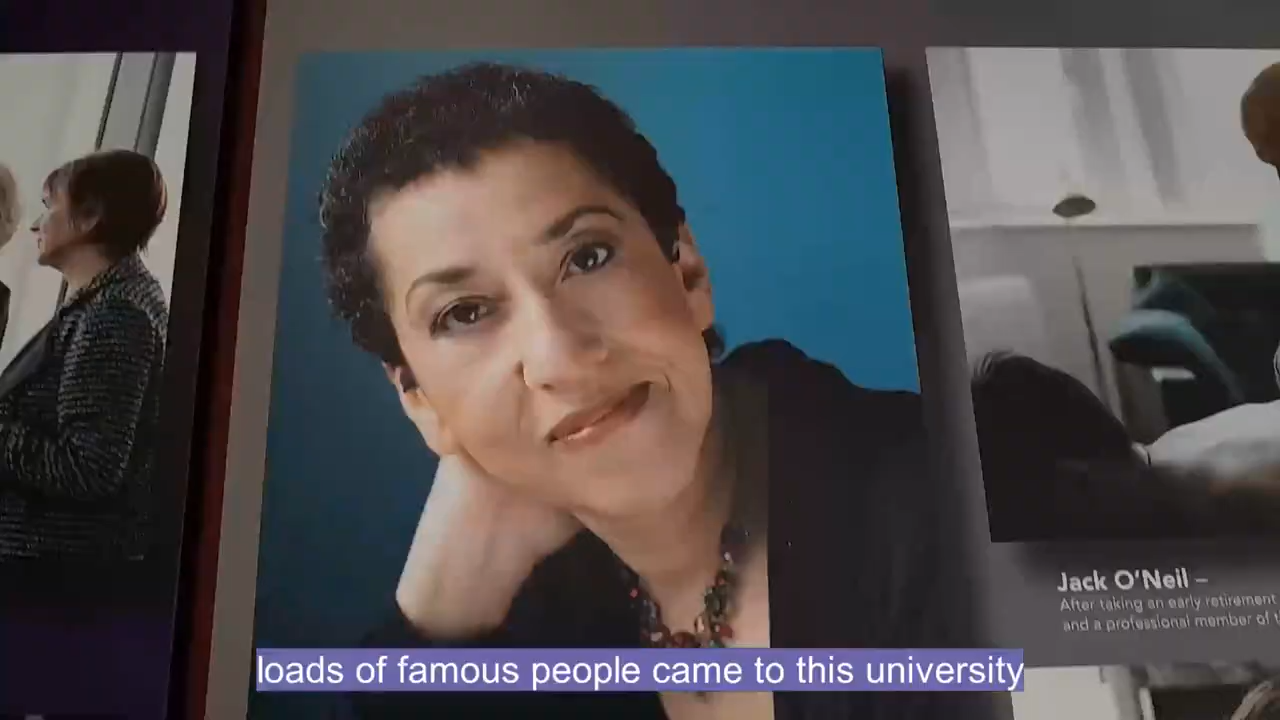 Jack O'Neil –
After taking an early retirement
and a professional member of t
loads of famous people came to this university